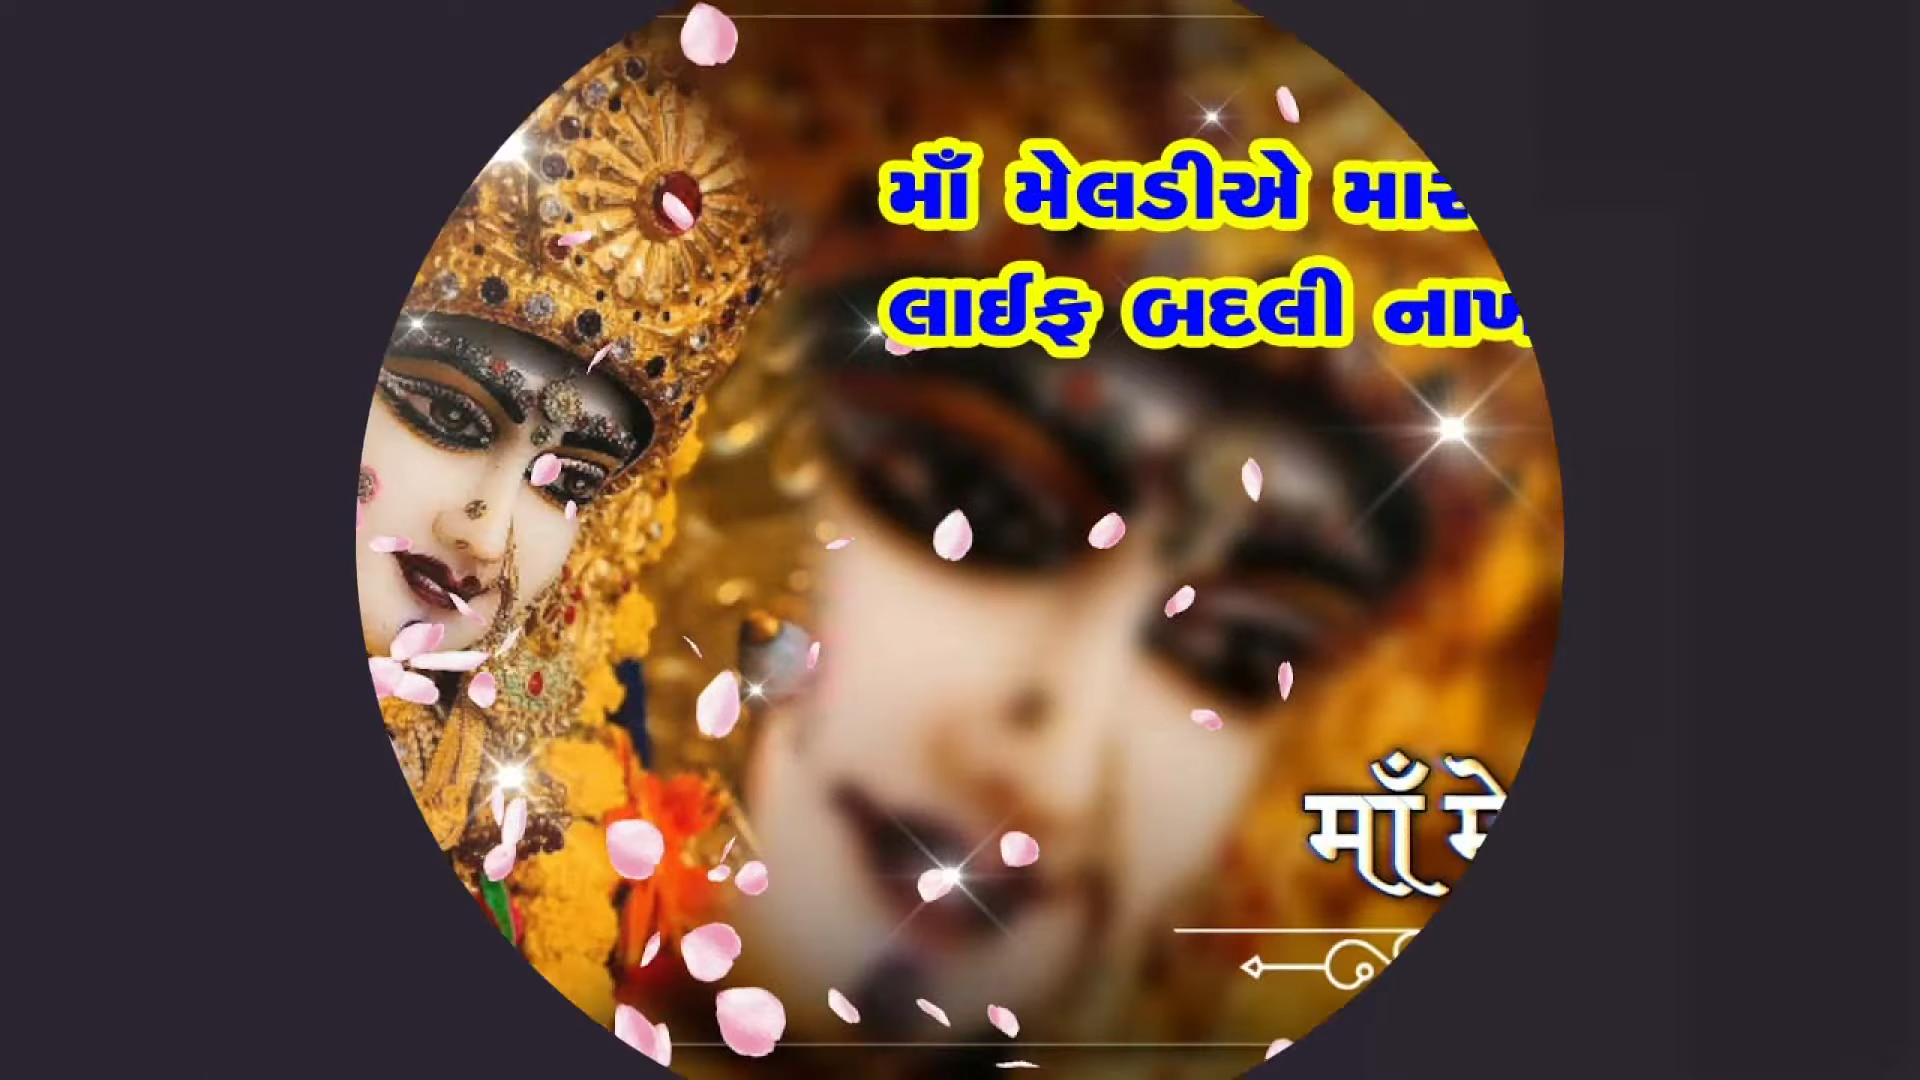 માઁ મેલડીએ
લાઈફ બદલી
माँ